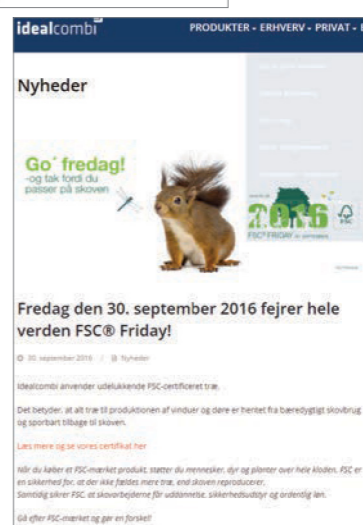 idealcombi
PRODUKTER - ERHVERV - PRIVAT -
Nyheder
Go´ fredag!
-og tak fordi du
passer på skoven
2016
FSC
FSC® FRIDAY
Fredag den 30. september 2016 fejrer hele
verden FSC® Friday!
30. september 2016 / Nyheder
Idealcombi anvender udelukkende FSC-certificeret træ.
Det betyder, at alt træ til produktionen af vinduer og døre er hentet fra bæredygtigt skovbrug
og sporbart tilbage til skoven.
Læs mere og se vores certifikat her
Når du køber et FSC-mærket produkt, støtter du mennesker, dyr og planter over hele kloden. FSC er
en sikkerhed for, at der ikke fældes mere træ, end skoven reproducerer.
Samtidig sikrer FSC, at skovarbejderne får uddannelse, sikkerhedsudstyr og ordentlig løn.
Gå efter FSC-mærket og gør en forskel!